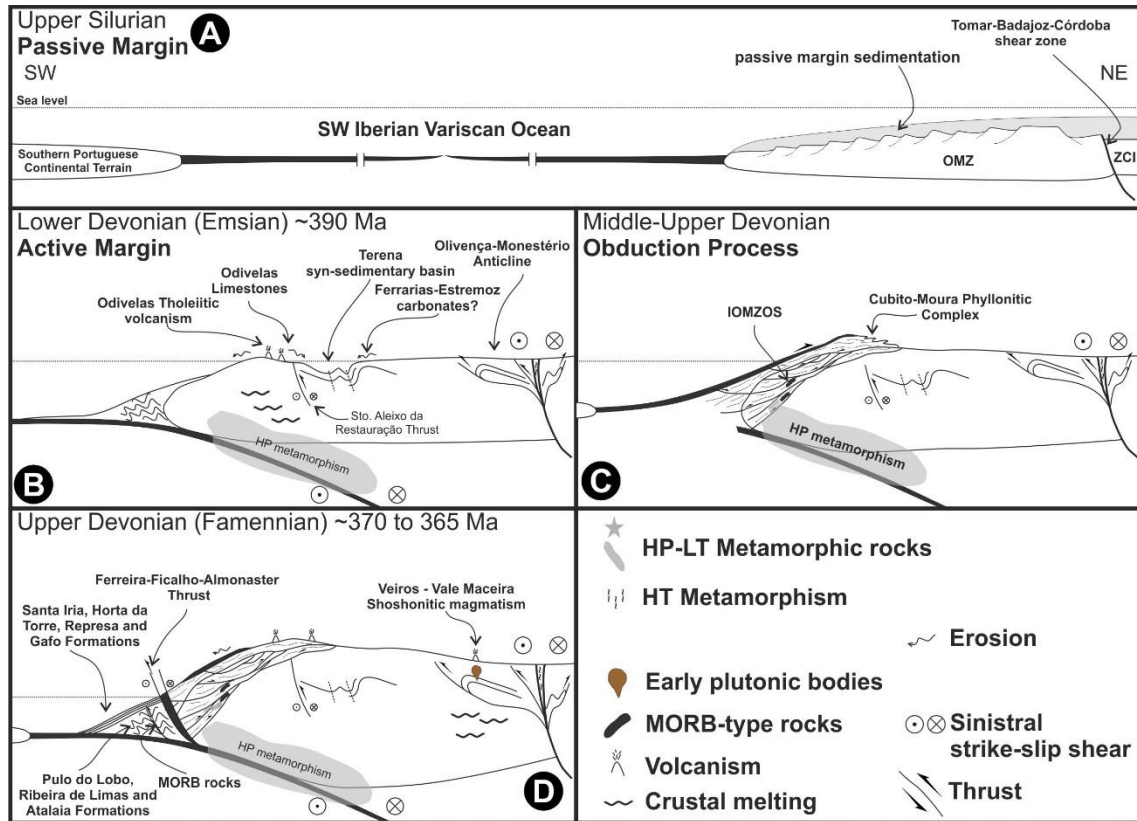 Upper Silurian
Passive Margin
A
SW
Tomar-Badajoz-Córdoba
shear zone
passive margin sedimentation
NE
Sea level
SW Iberian Variscan Ocean
Southern Portuguese
Continental Terrain
OMZ
ZCI
Lower Devonian (Emsian) ~390 Ma
Active Margin
Odivelas Tholeiitic
volcanism
Odivelas
Limestones
Terena
syn-sedimentary basin
Olivença-Monestério
Anticline
Ferrarias-Estremoz
carbonates?
Sto. Aleixo da
Restauração Thrust
HP metamorphism
B
Middle-Upper Devonian
Obduction Process
IOMZOS
Cubito-Moura Phyllonitic
Complex
HP metamorphism
C
Upper Devonian (Famennian) ~370 to 365 Ma
Ferreira-Ficalho-Almonaster
Thrust
Santa Iria, Horta da
Torre, Represa and
Gafo Formations
Veiros - Vale Maceira
Shoshonitic magmatism
HP metamorphism
Pulo do Lobo,
Ribeira de Limas and
Atalaia Formations
MORB rocks
D
HP-LT Metamorphic rocks
HT Metamorphism
Early plutonic bodies
MORB-type rocks
Volcanism
Crustal melting
Erosion
Sinistral
strike-slip shear
Thrust